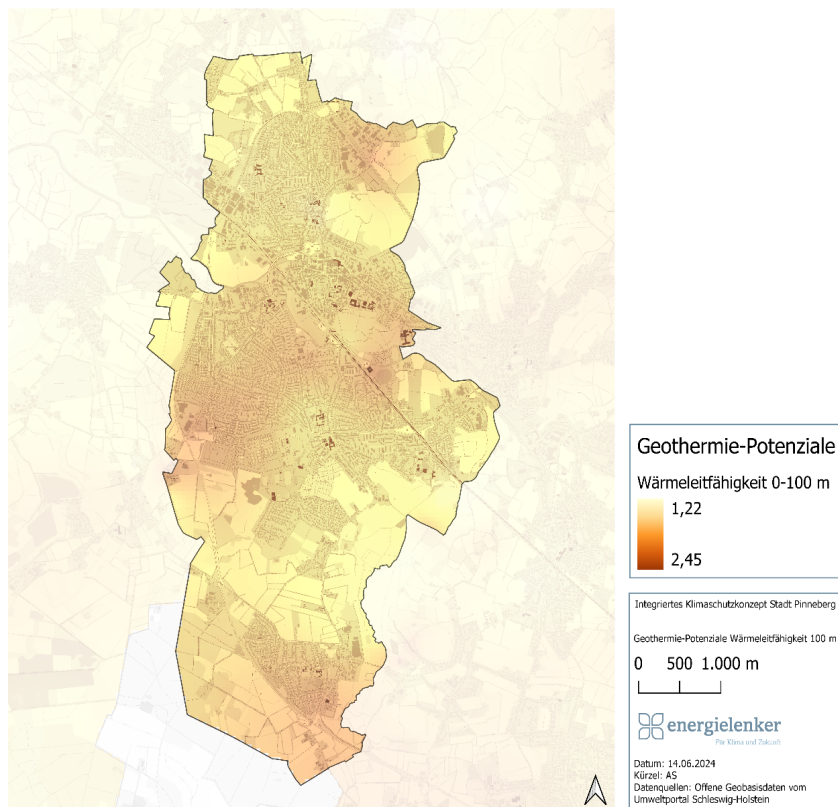 Geothermie-Potenziale
Wärmeleitfähigkeit 0-100 m
1,22
2,45
Integriertes Klimaschutzkonzept Stadt Pinneberg
Geothermie-Potenziale Wärmeleitfähigkeit 100 m
0 500 1.000 m
energielenker
Für Klima und Zukunft
Datum: 14.06.2024
Kürzel: AS
Datenquellen: Offene Geobasisdaten vom
Umweltportal Schleswig-Holstein